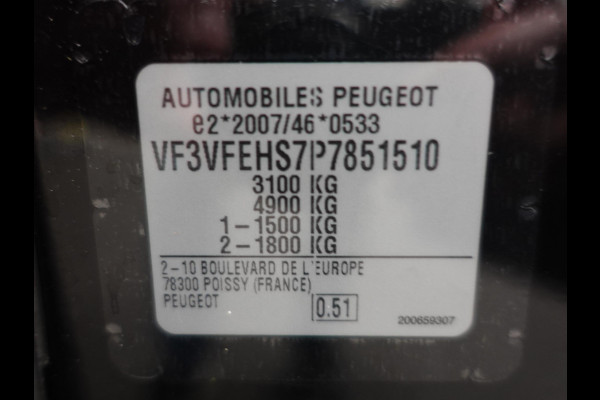 AUTOMOBILES PEUGEOT
e2*2007/46*0533
VF3VFEHS7P7851510
3100 KG
4900 KG
1-1500 KG
2-1800 KG
2-10 BOULEVARD DE L'EUROPE
78300 POISSY (FRANCE)
PEUGEOT 0.51
200659307